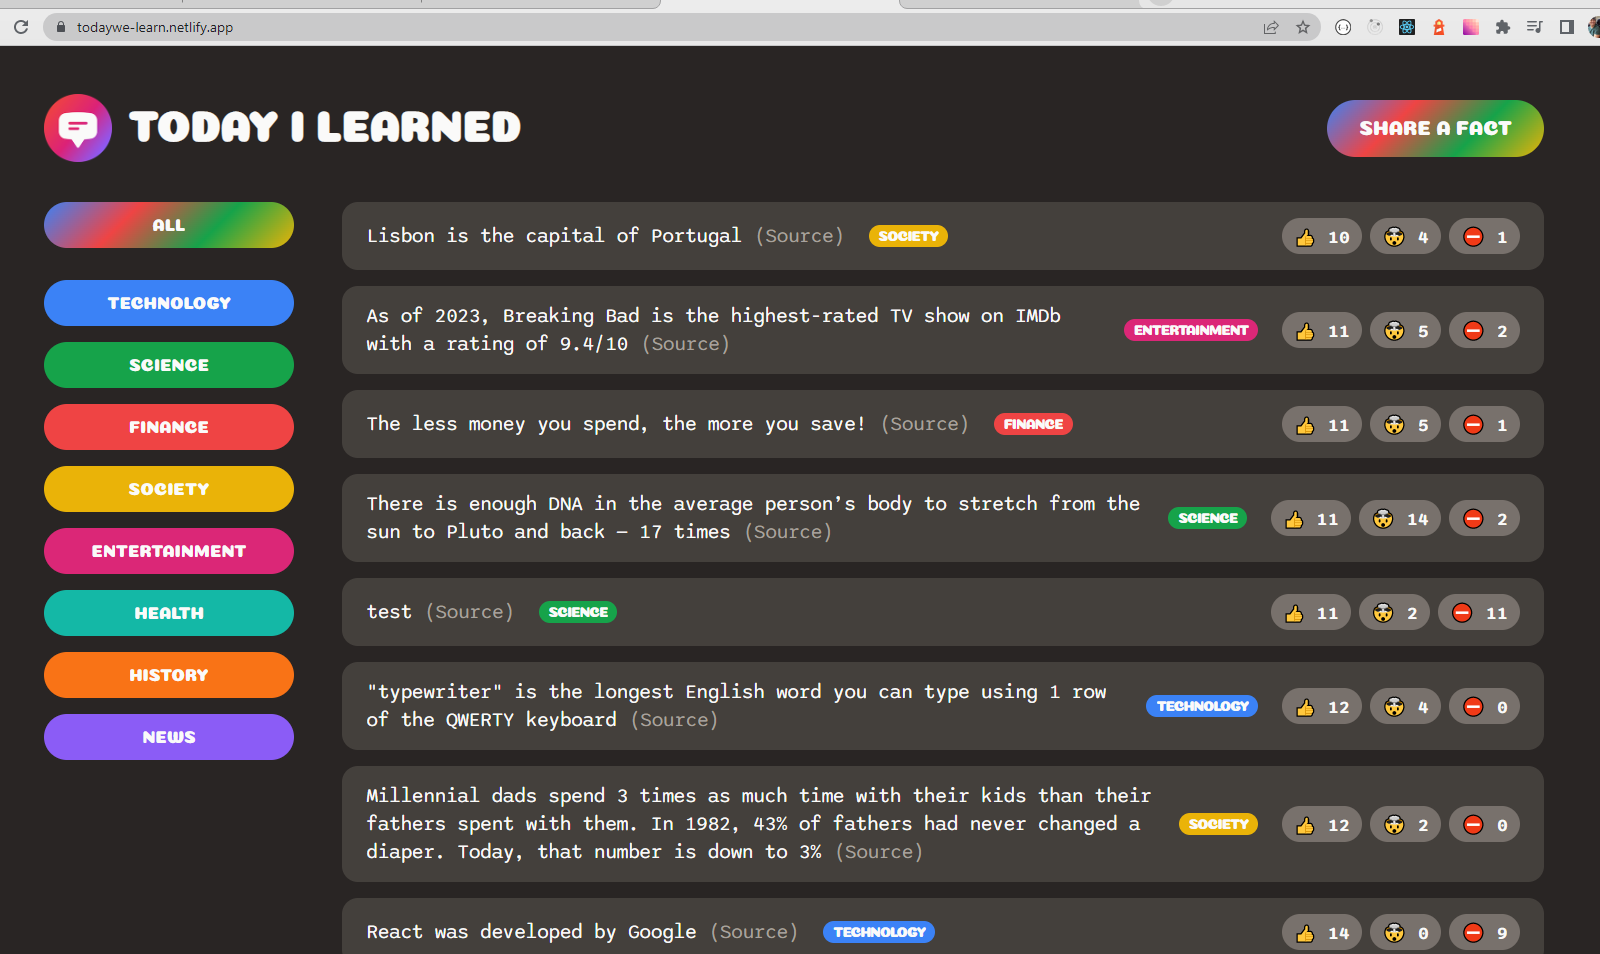 todaywe-learn.netlify.app
TODAY I LEARNED
SHARE A FACT
ALL
TECHNOLOGY
SCIENCE
FINANCE
SOCIETY
ENTERTAINMENT
HEALTH
HISTORY
NEWS
Lisbon is the capital of Portugal (Source) SOCIETY 👍 10 🤯 4 ⛔ 1
As of 2023, Breaking Bad is the highest-rated TV show on IMDb
with a rating of 9.4/10 (Source)
ENTERTAINMENT 👍 11 🤯 5 ⛔ 2
The less money you spend, the more you save! (Source) FINANCE 👍 11 🤯 5 ⛔ 1
There is enough DNA in the average person’s body to stretch from the
sun to Pluto and back — 17 times (Source)
SCIENCE 👍 11 🤯 14 ⛔ 2
test (Source) SCIENCE 👍 11 🤯 2 ⛔ 11
"typewriter" is the longest English word you can type using 1 row
of the QWERTY keyboard (Source)
TECHNOLOGY 👍 12 🤯 4 ⛔ 0
Millennial dads spend 3 times as much time with their kids than their
fathers spent with them. In 1982, 43% of fathers had never changed a
diaper. Today, that number is down to 3% (Source)
SOCIETY 👍 12 🤯 2 ⛔ 0
React was developed by Google (Source) TECHNOLOGY 👍 14 🤯 0 ⛔ 9